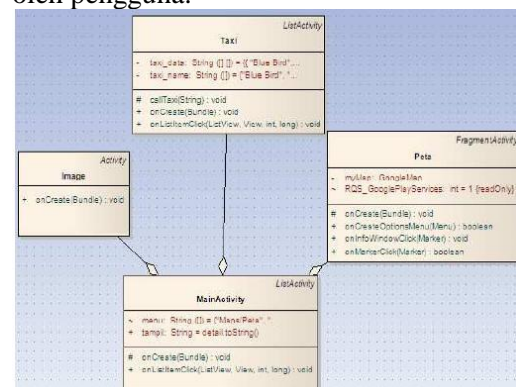 oleh pengguna.
ListActivity
Taxi
- taxi_data: String ([] []) = {{ "Blue Bird"....
- taxi_name: String ([]) = {"Blue Bird", "...
# callTaxi(String) : void
+ onCreate(Bundle) : void
+ onListItemClick(ListView, View, int, long) : void
Activity
Image
+ onCreate(Bundle) : void
FragmentActivity
Peta
- myMap: GoogleMap
~ RQS_GooglePlayServices: int = 1 {readOnly}
# onCreate(Bundle) : void
+ onCreateOptionsMenu(Menu) : boolean
+ onInfoWindowClick(Marker) : void
+ onMarkerClick(Marker) : boolean
ListActivity
MainActivity
~ menu: String ([]) = {"Maps/Peta", "...
+ tampil: String = detail.toString()
# onCreate(Bundle) : void
+ onListItemClick(ListView, View, int, long) : void